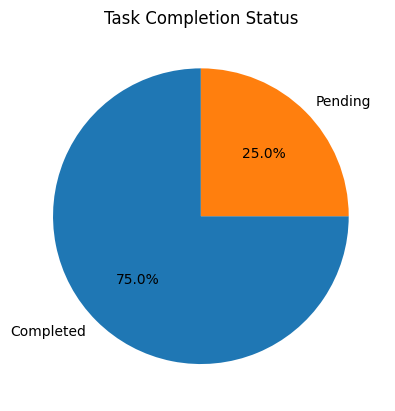 Task Completion Status
Pending
25.0%
75.0%
Completed